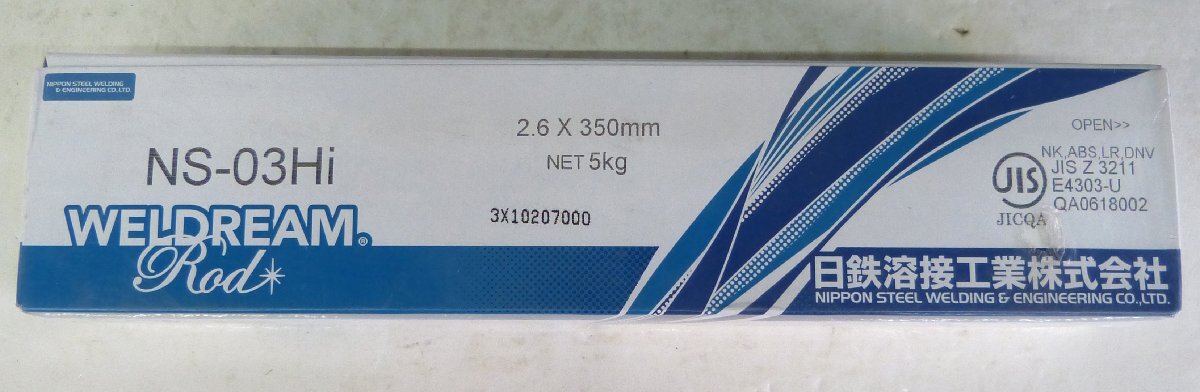 NIPPON STEEL WELDING
& ENGINEERING CO.,LTD.
NS-03Hi
WELDREAM®
Rod
2.6 X 350mm
NET 5kg
3X10207000
OPEN>>
JIS
JICQA
NK,ABS,LR,DNV
JIS Z 3211
E4303-U
QA0618002
日鉄溶接工業株式会社
NIPPON STEEL WELDING & ENGINEERING CO.,LTD.